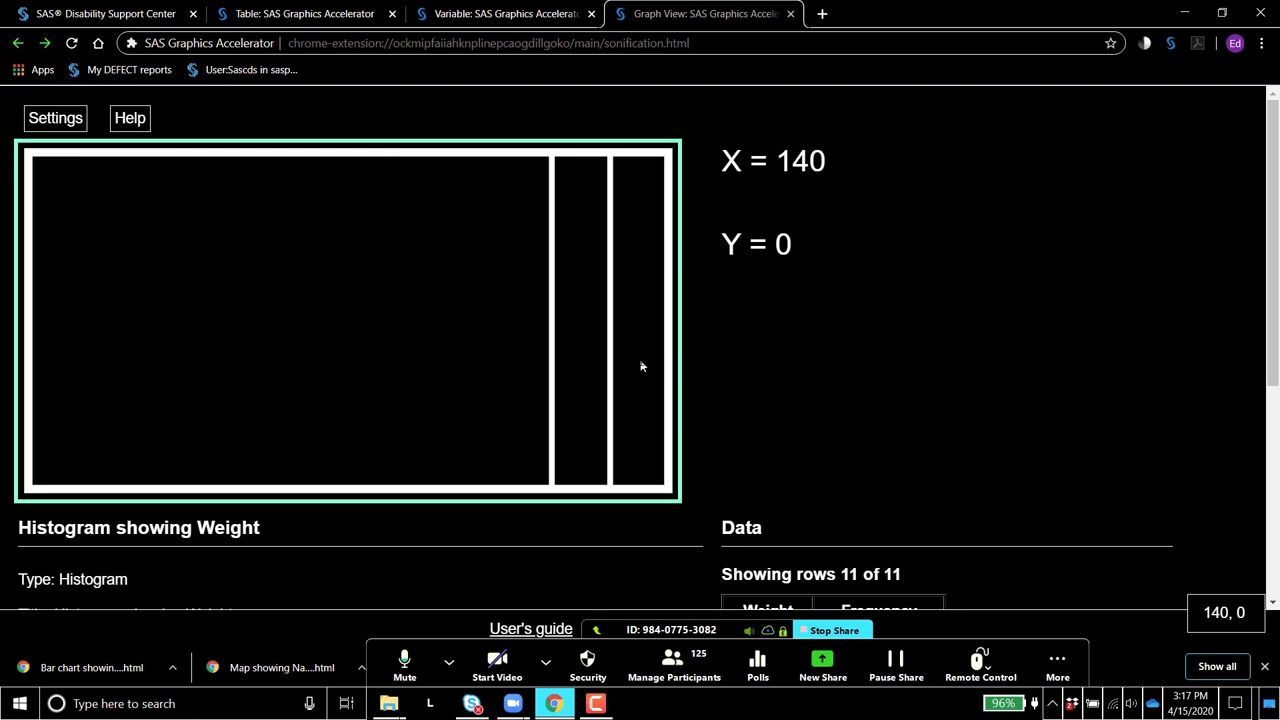 SAS® Disability Support Center
Table: SAS Graphics Accelerator
Variable: SAS Graphics Accelerato
Graph View: SAS Graphics Accele
SAS Graphics Accelerator
chrome-extension://ockmipfaiiahknplinepcaogdillgoko/main/sonification.html
Ed
Apps
My DEFECT reports
User:Sascds in sasp...
Settings
Help
X = 140
Y = 0
Histogram showing Weight
Data
Type: Histogram
Showing rows 11 of 11
Weight
Frequency
140, 0
User's guide
ID: 984-0775-3082
Stop Share
Bar chart showin....html
Map showing Na....html
Mute
Start Video
Security
125
Manage Participants
Polls
New Share
Pause Share
Remote Control
More
Show all
Type here to search
L
96%
3:17 PM
4/15/2020